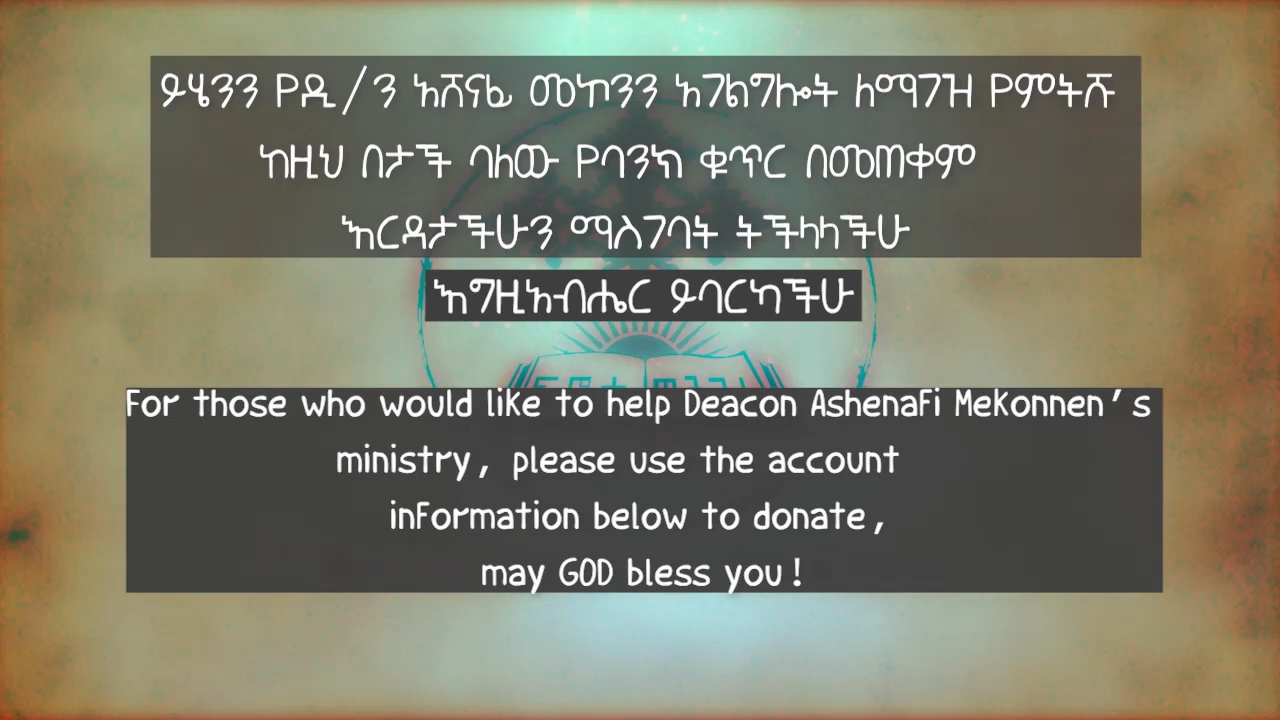 ይሄንን የዲ/ን አሸናፊ መኮንን አገልግሎት ለማገዝ የምትሹ
ከዚህ በታች ባለው የባንክ ቁጥር በመጠቀም
እርዳታችሁን ማስገባት ትችላላችሁ
እግዚአብሔር ይባርካችሁ
For those who would like to help Deacon Ashenafi Mekonnen's
ministry, please use the account
information below to donate,
may GOD bless you!